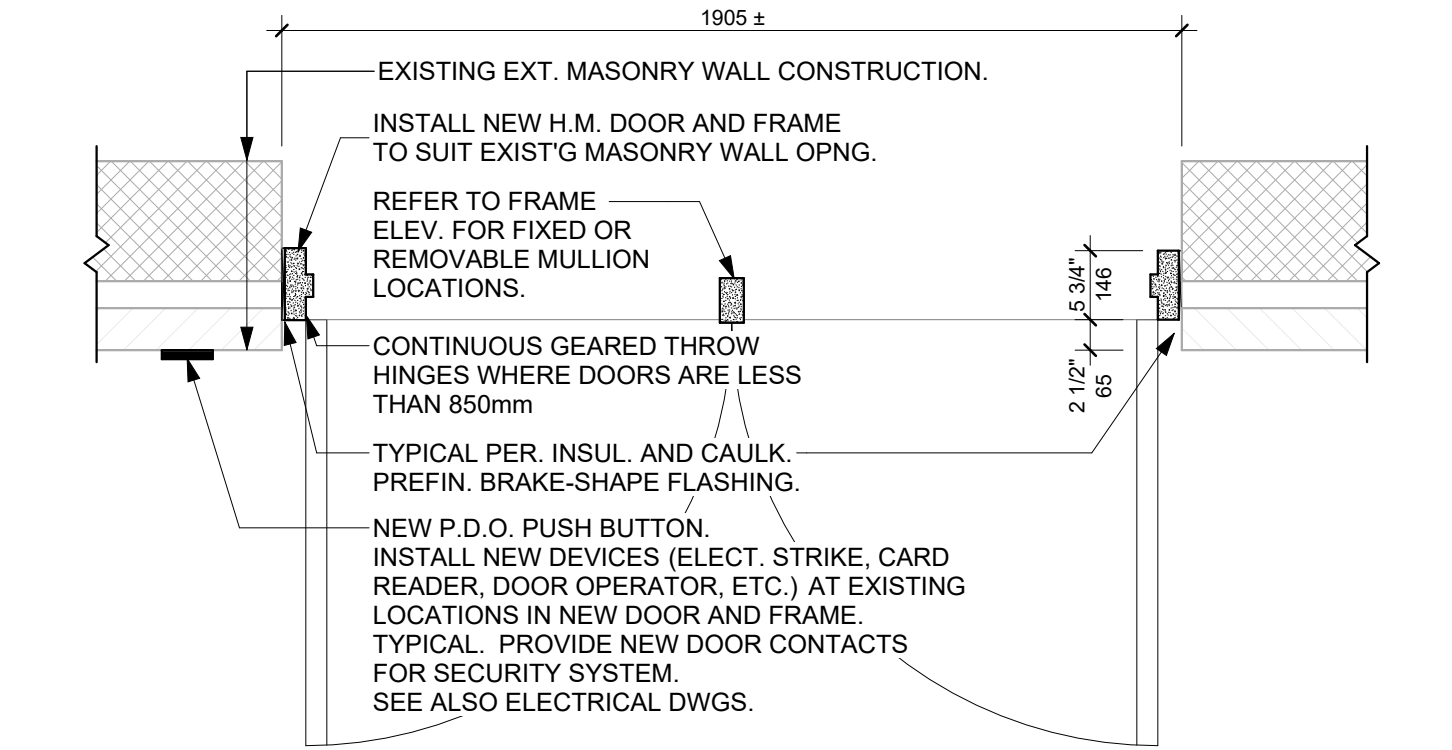 1905 ±
EXISTING EXT. MASONRY WALL CONSTRUCTION.
INSTALL NEW H.M. DOOR AND FRAME
TO SUIT EXIST'G MASONRY WALL OPNG.
REFER TO FRAME
ELEV. FOR FIXED OR
REMOVABLE MULLION
LOCATIONS.
5 3/4"
146
2 1/2"
65
CONTINUOUS GEARED THROW
HINGES WHERE DOORS ARE LESS
THAN 850mm
TYPICAL PER. INSUL. AND CAULK.
PREFIN. BRAKE-SHAPE FLASHING.
NEW P.D.O. PUSH BUTTON.
INSTALL NEW DEVICES (ELECT. STRIKE, CARD
READER, DOOR OPERATOR, ETC.) AT EXISTING
LOCATIONS IN NEW DOOR AND FRAME.
TYPICAL. PROVIDE NEW DOOR CONTACTS
FOR SECURITY SYSTEM.
SEE ALSO ELECTRICAL DWGS.